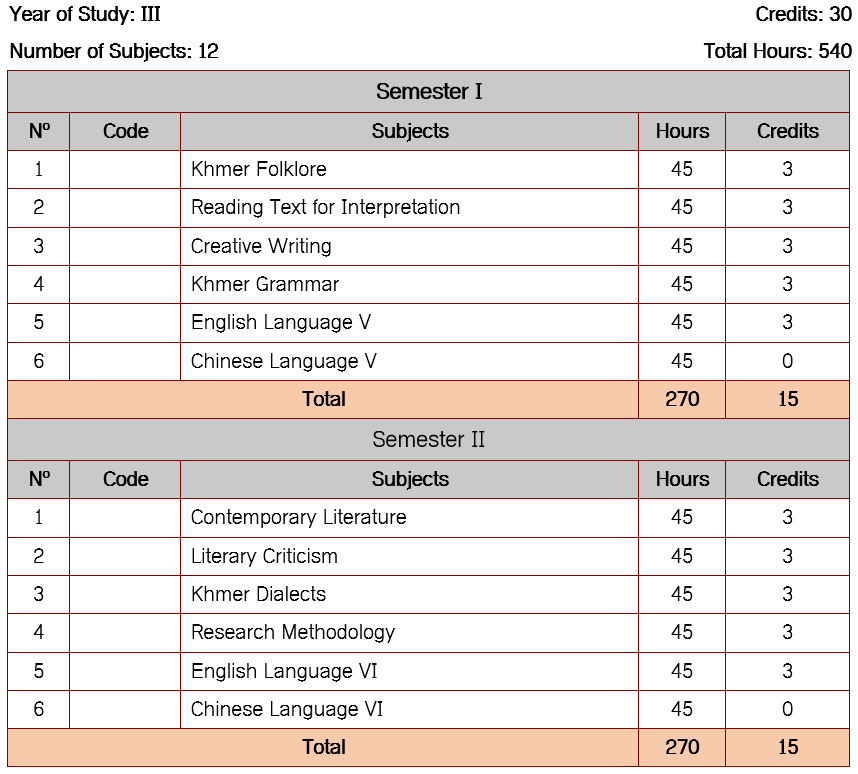 Year of Study: III Credits: 30
Number of Subjects: 12 Total Hours: 540
Semester I
Nº Code Subjects Hours Credits
1 Khmer Folklore 45 3
2 Reading Text for Interpretation 45 3
3 Creative Writing 45 3
4 Khmer Grammar 45 3
5 English Language V 45 3
6 Chinese Language V 45 0
Total 270 15
Semester II
Nº Code Subjects Hours Credits
1 Contemporary Literature 45 3
2 Literary Criticism 45 3
3 Khmer Dialects 45 3
4 Research Methodology 45 3
5 English Language VI 45 3
6 Chinese Language VI 45 0
Total 270 15